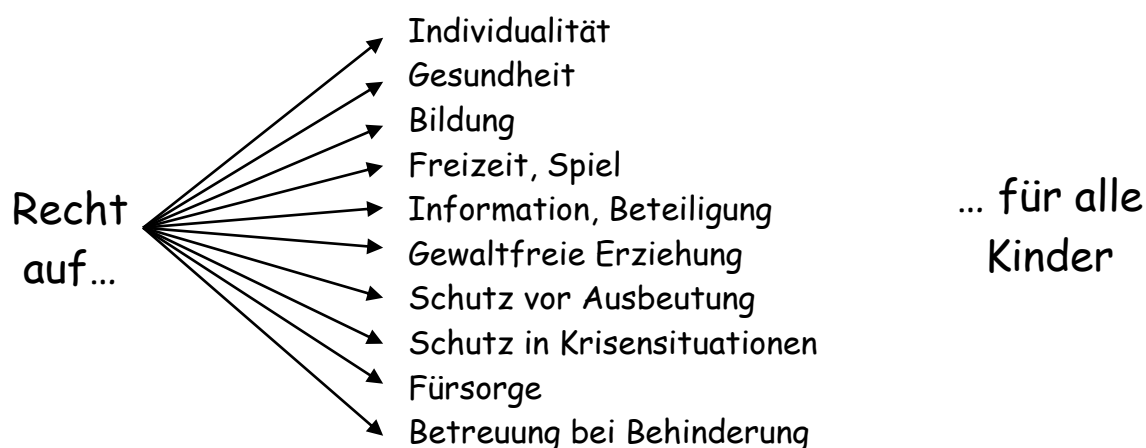 Recht
auf…
Individualität
Gesundheit
Bildung
Freizeit, Spiel
Information, Beteiligung
Gewaltfreie Erziehung
Schutz vor Ausbeutung
Schutz in Krisensituationen
Fürsorge
Betreuung bei Behinderung
… für alle
Kinder